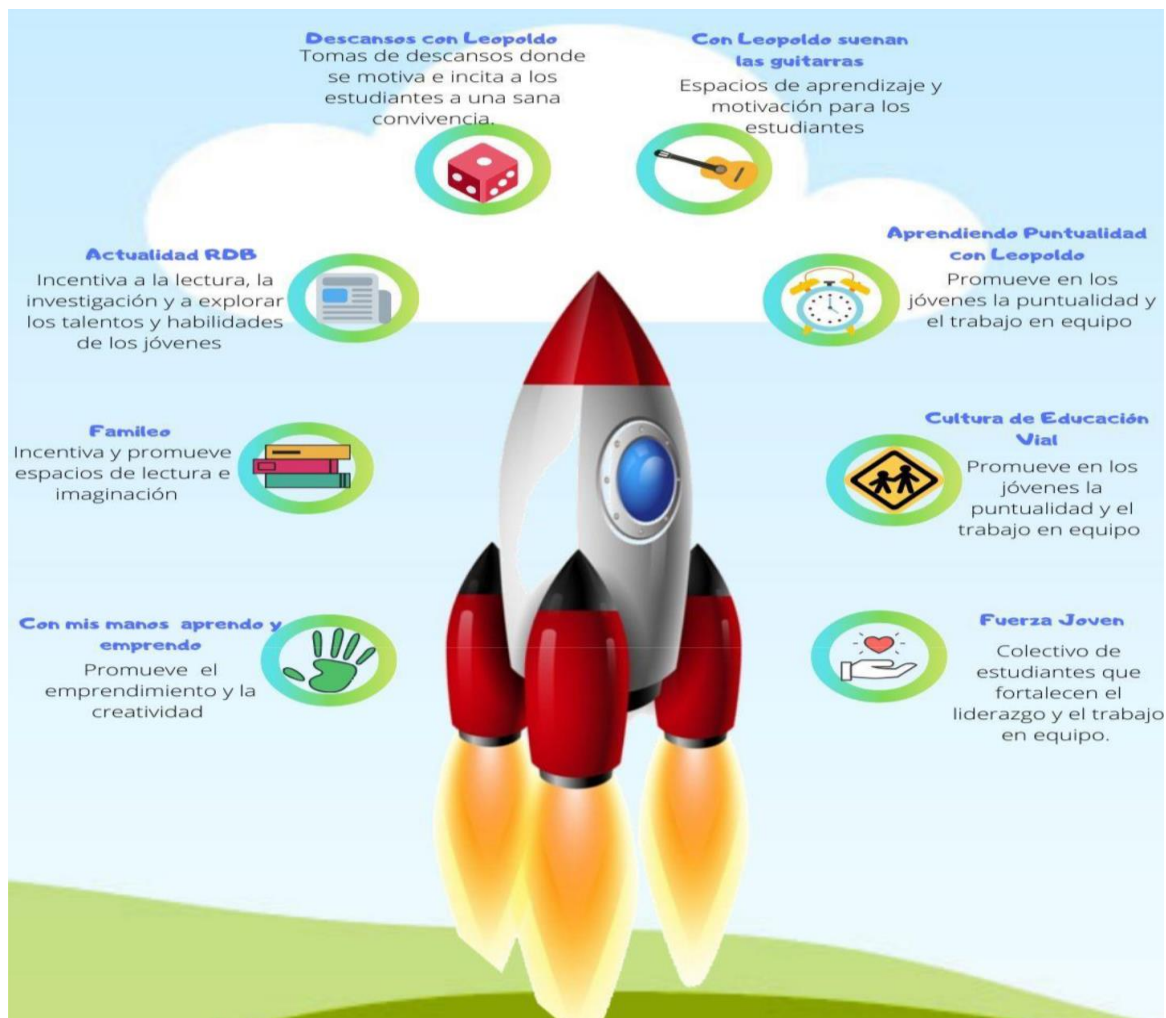 Descansos con Leopoldo
Tomas de descansos donde
se motiva e incita a los
estudiantes a una sana
convivencia.
Con Leopoldo suenan
las guitarras
Espacios de aprendizaje y
motivación para los
estudiantes
Actualidad RDB
Incentiva a la lectura, la
investigación y a explorar
los talentos y habilidades
de los jóvenes
Aprendiendo Puntualidad
con Leopoldo
Promueve en los
jóvenes la puntualidad y
el trabajo en equipo
Famileo
Incentiva y promueve
espacios de lectura e
imaginación
Cultura de Educación
Vial
Promueve en los
jóvenes la
puntualidad y el
trabajo en equipo
Con mis manos aprendo y
emprendo
Promueve el
emprendimiento y la
creatividad
Fuerza Joven
Colectivo de
estudiantes que
fortalecen el
liderazgo y el trabajo
en equipo.